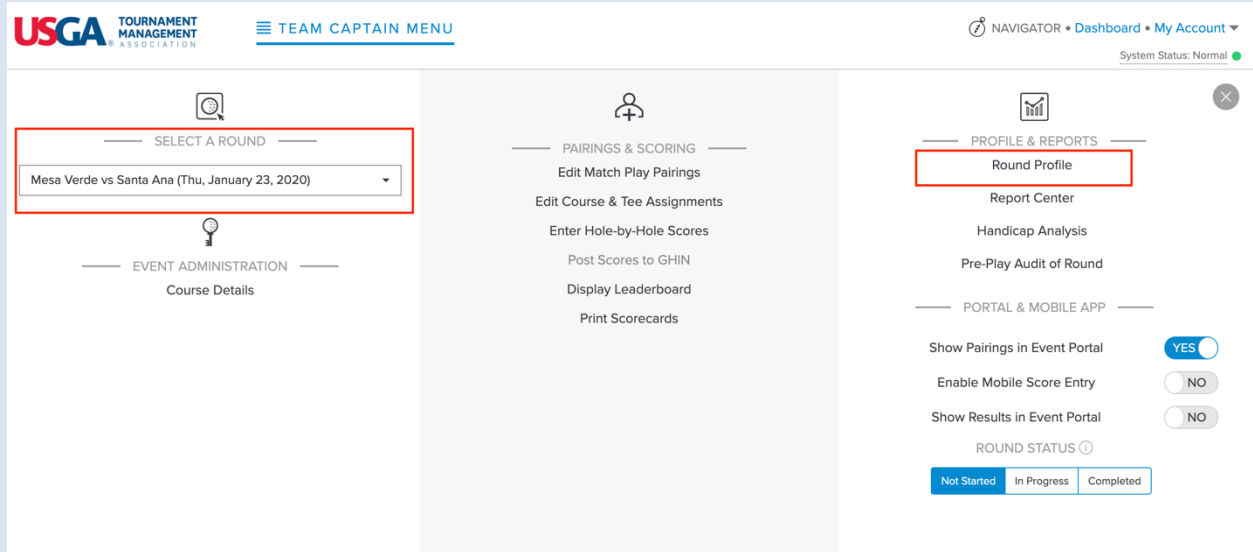 USGA® TOURNAMENT
MANAGEMENT
ASSOCIATION
TEAM CAPTAIN MENU
NAVIGATOR • Dashboard • My Account
System Status: Normal
SELECT A ROUND
Mesa Verde vs Santa Ana (Thu, January 23, 2020)
EVENT ADMINISTRATION
Course Details
PAIRINGS & SCORING
Edit Match Play Pairings
Edit Course & Tee Assignments
Enter Hole-by-Hole Scores
Post Scores to GHIN
Display Leaderboard
Print Scorecards
PROFILE & REPORTS
Round Profile
Report Center
Handicap Analysis
Pre-Play Audit of Round
PORTAL & MOBILE APP
Show Pairings in Event Portal YES
Enable Mobile Score Entry NO
Show Results in Event Portal NO
ROUND STATUS
Not Started In Progress Completed